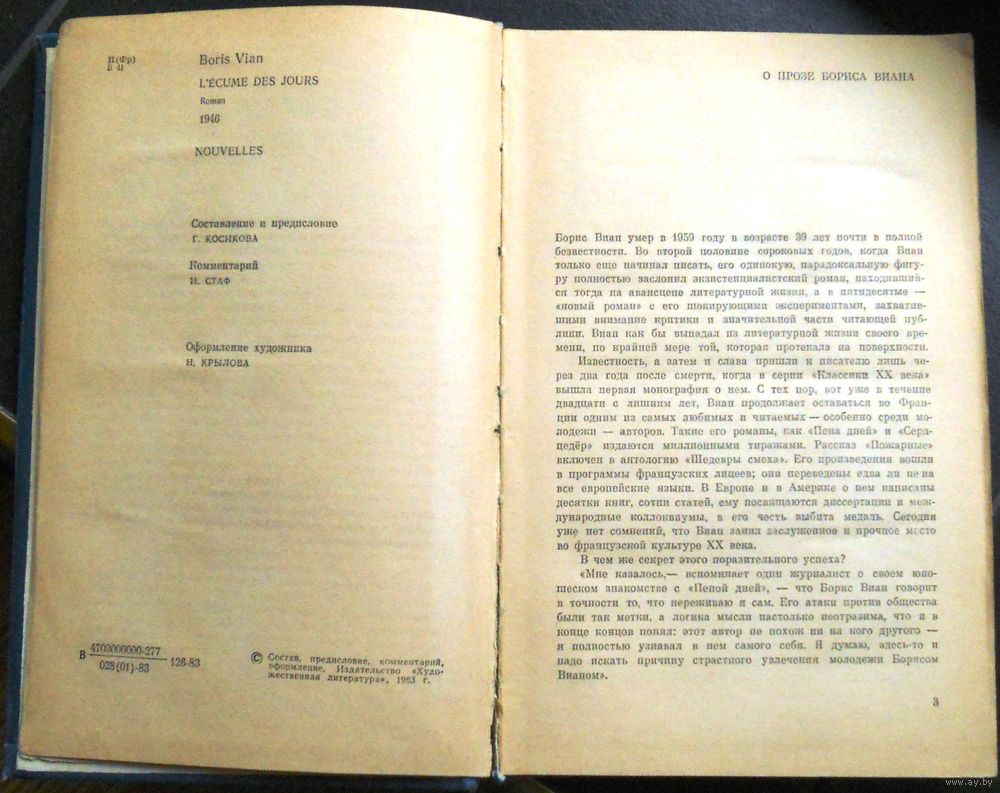 И(Фр)
В 41
Boris Vian
L'ÉCUME DES JOURS
Roman
1946
NOUVELLES
Составление и предисловие
Г. КОСИКОВА
Комментарий
И. СТАФ
Оформление художника
Н. КРЫЛОВА
В 4703000000-277
028(01)-83
126-83
© Состав, предисловие, комментарий,
оформление. Издательство «Худо-
жественная литература», 1983 г.
О ПРОЗЕ БОРИСА ВИАНА
Борис Виан умер в 1959 году в возрасте 39 лет почти в полной
безвестности. Во второй половине сороковых годов, когда Виан
только еще начинал писать, его одинокую, парадоксальную фигу-
ру полностью заслонил экзистенциалистский роман, находивший-
ся тогда на авансцене литературной жизни, а в пятидесятые —
«новый роман» с его шокирующими экспериментами, захватив-
шими внимание критики и значительной части читающей пуб-
лики. Виан как бы выпадал из литературной жизни своего вре-
мени, по крайней мере той, которая протекала на поверхности.
Известность, а затем и слава пришли к писателю лишь че-
рез два года после смерти, когда в серии «Классики XX века»
вышла первая монография о нем. С тех пор, вот уже в течение
двадцати с лишним лет, Виан продолжает оставаться во Фран-
ции одним из самых любимых и читаемых — особенно среди мо-
лодежи — авторов. Такие его романы, как «Пена дней» и «Серд-
цедёр» издаются миллионными тиражами. Рассказ «Пожарные»
включен в антологию «Шедевры смеха». Его произведения вошли
в программы французских лицеев; они переведены едва ли не на
все европейские языки. В Европе и в Америке о нем написаны
десятки книг, сотни статей, ему посвящаются диссертации и меж-
дународные коллоквиумы, в его честь выбита медаль. Сегодня
уже нет сомнений, что Виан занял заслуженное и прочное место
во французской культуре XX века.
В чем же секрет этого поразительного успеха?
«Мне казалось,— вспоминает один журналист о своем юно-
шеском знакомстве с «Пеной дней», — что Борис Виан говорит
в точности то, что переживаю я сам. Его атаки против общества
были так метки, а логика мысли настолько неотразима, что я в
конце концов понял: этот автор не похож ни на кого другого —
я полностью узнавал в нем самого себя. Я думаю, здесь-то и
надо искать причину страстного увлечения молодежи Борисом
Вианом».
3
www.ay.by